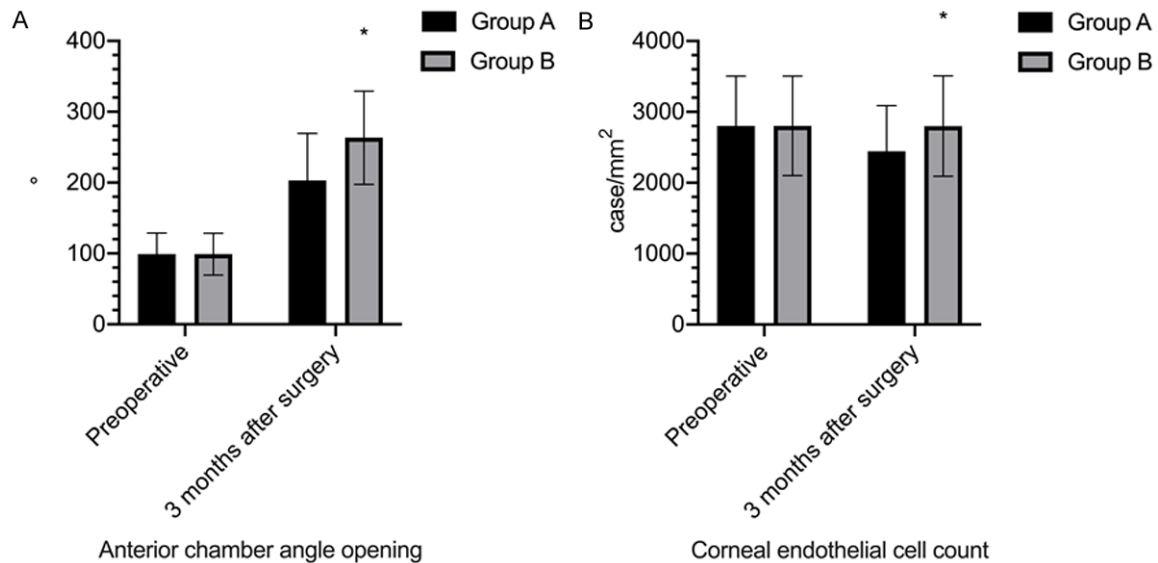 A
Group A
Group B
*
400
300
200
100
0
°
Preoperative
3 months after surgery
Anterior chamber angle opening
B
Group A
Group B
*
4000
3000
2000
1000
0
case/mm²
Preoperative
3 months after surgery
Corneal endothelial cell count